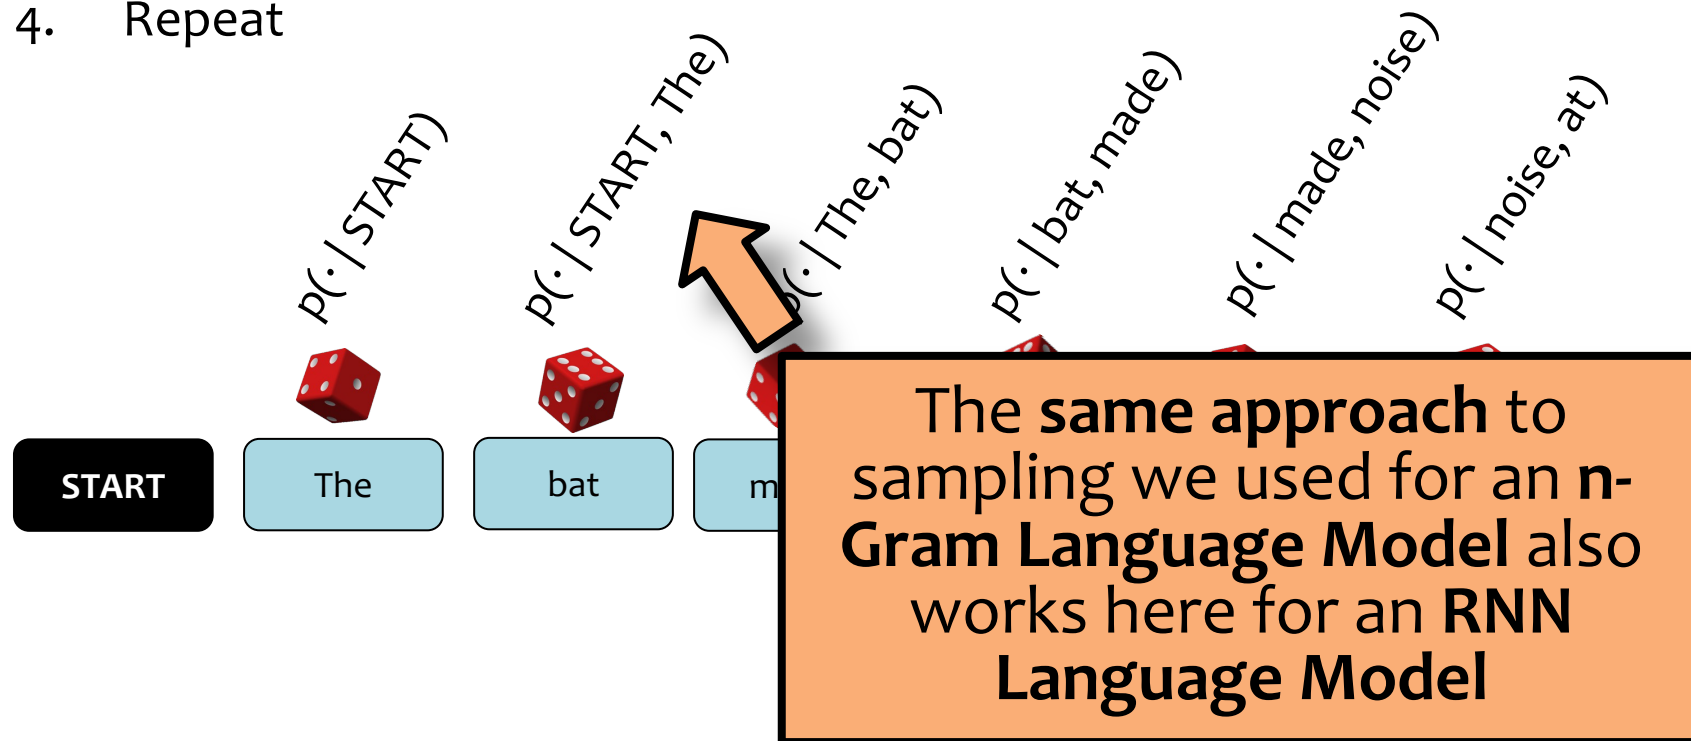 4. Repeat
p(· | START)
p(· | START, The)
p(· | The, bat)
p(· | bat, made)
p(· | made, noise)
p(· | noise, at)
START
The
bat
m
The same approach to
sampling we used for an n-
Gram Language Model also
works here for an RNN
Language Model